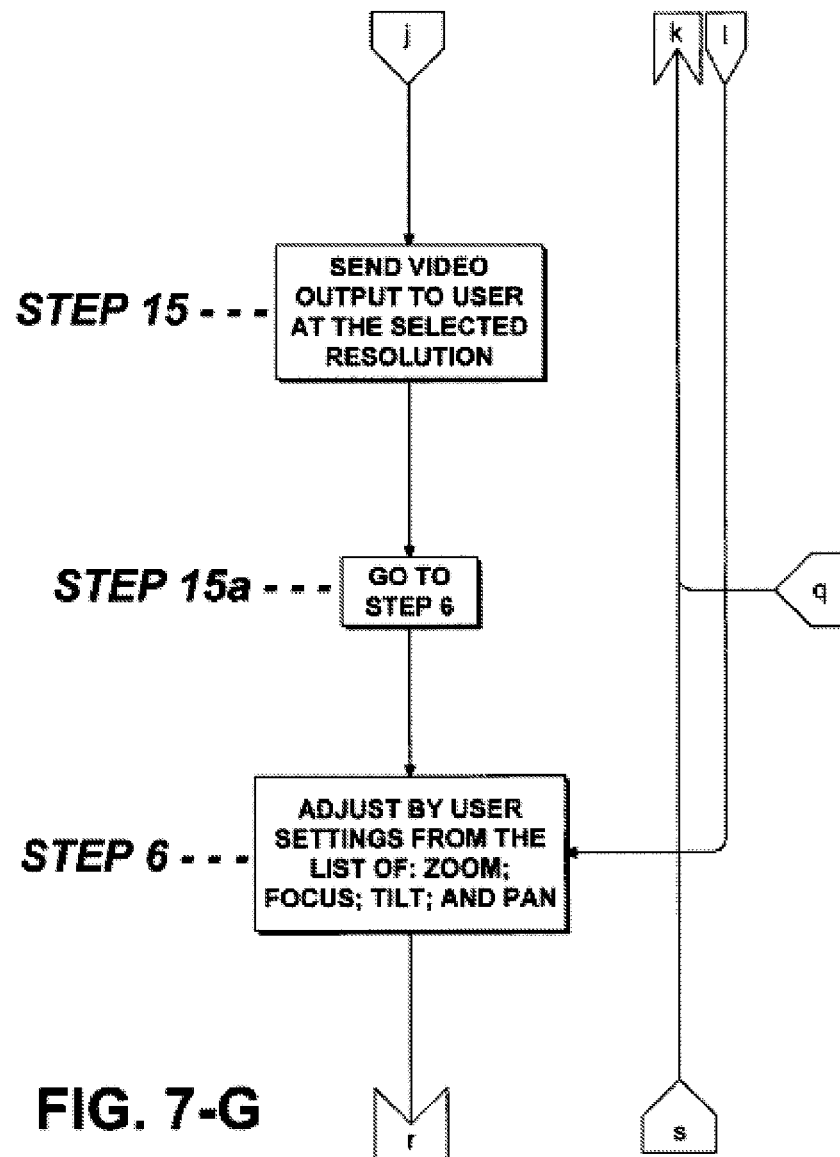 j
k
l
STEP 15 - - -
SEND VIDEO
OUTPUT TO USER
AT THE SELECTED
RESOLUTION
STEP 15a - - -
GO TO
STEP 6
q
STEP 6 - - -
ADJUST BY USER
SETTINGS FROM THE
LIST OF: ZOOM;
FOCUS; TILT; AND PAN
FIG. 7-G
r
s